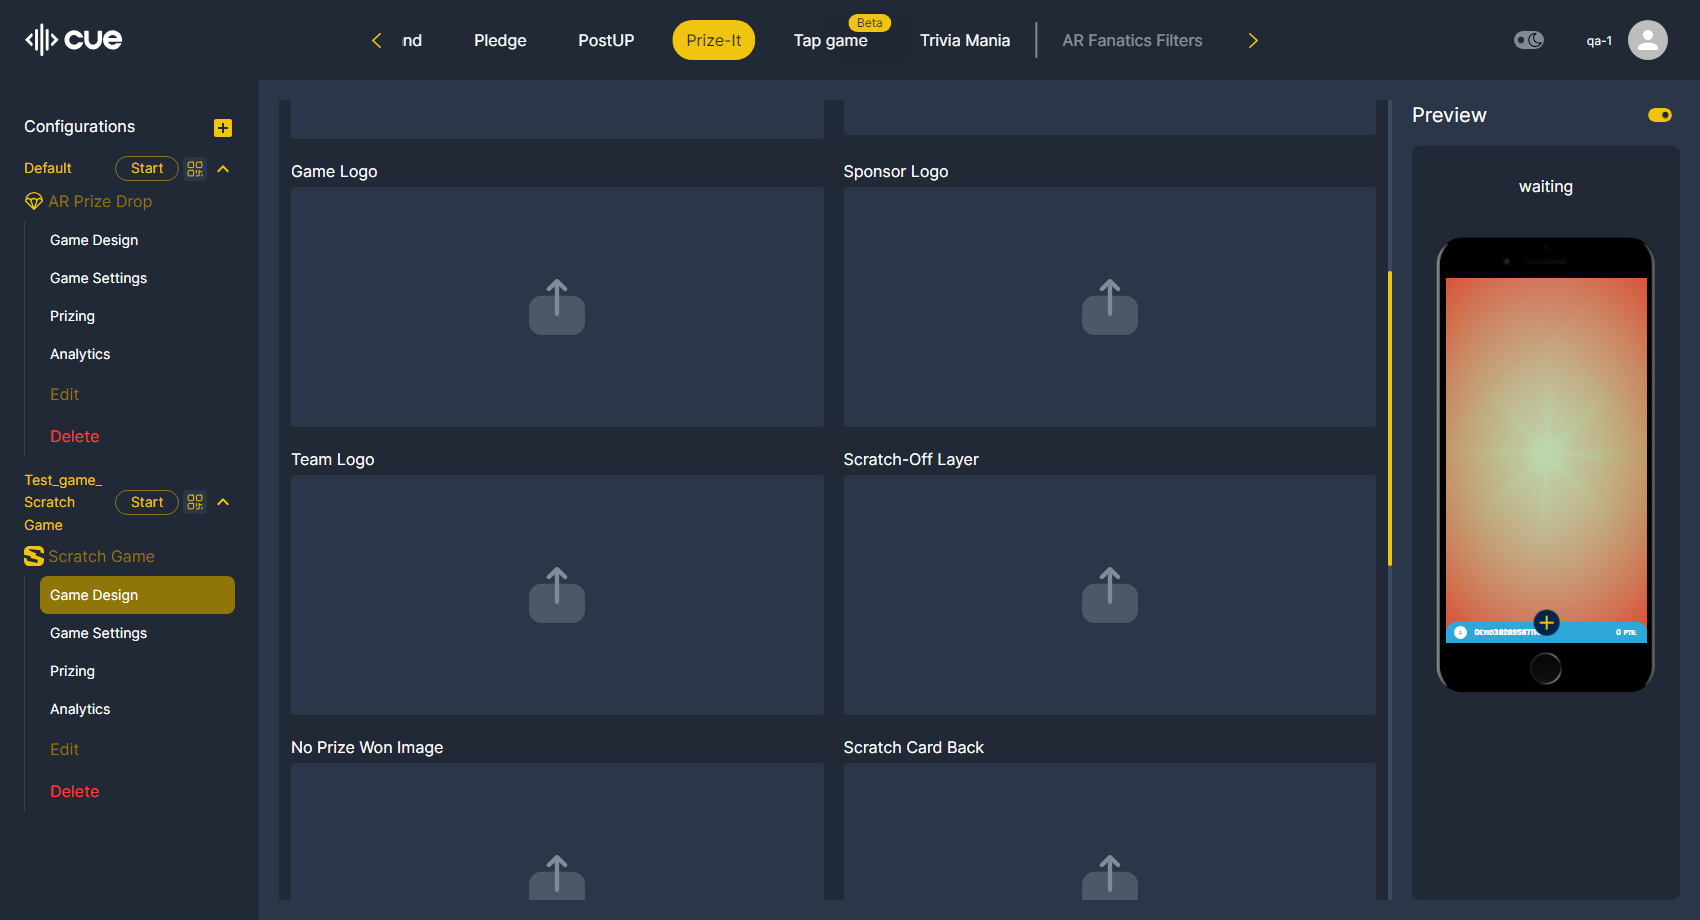 cue
nd
Pledge
PostUP
Prize-It
Beta
Tap game
Trivia Mania
AR Fanatics Filters
qa-1
Configurations
Default
Start
AR Prize Drop
Game Design
Game Settings
Prizing
Analytics
Edit
Delete
Test_game_
Scratch
Game
Start
Scratch Game
Game Design
Game Settings
Prizing
Analytics
Edit
Delete
Game Logo
Sponsor Logo
Team Logo
Scratch-Off Layer
No Prize Won Image
Scratch Card Back
Preview
waiting
0 PTS.